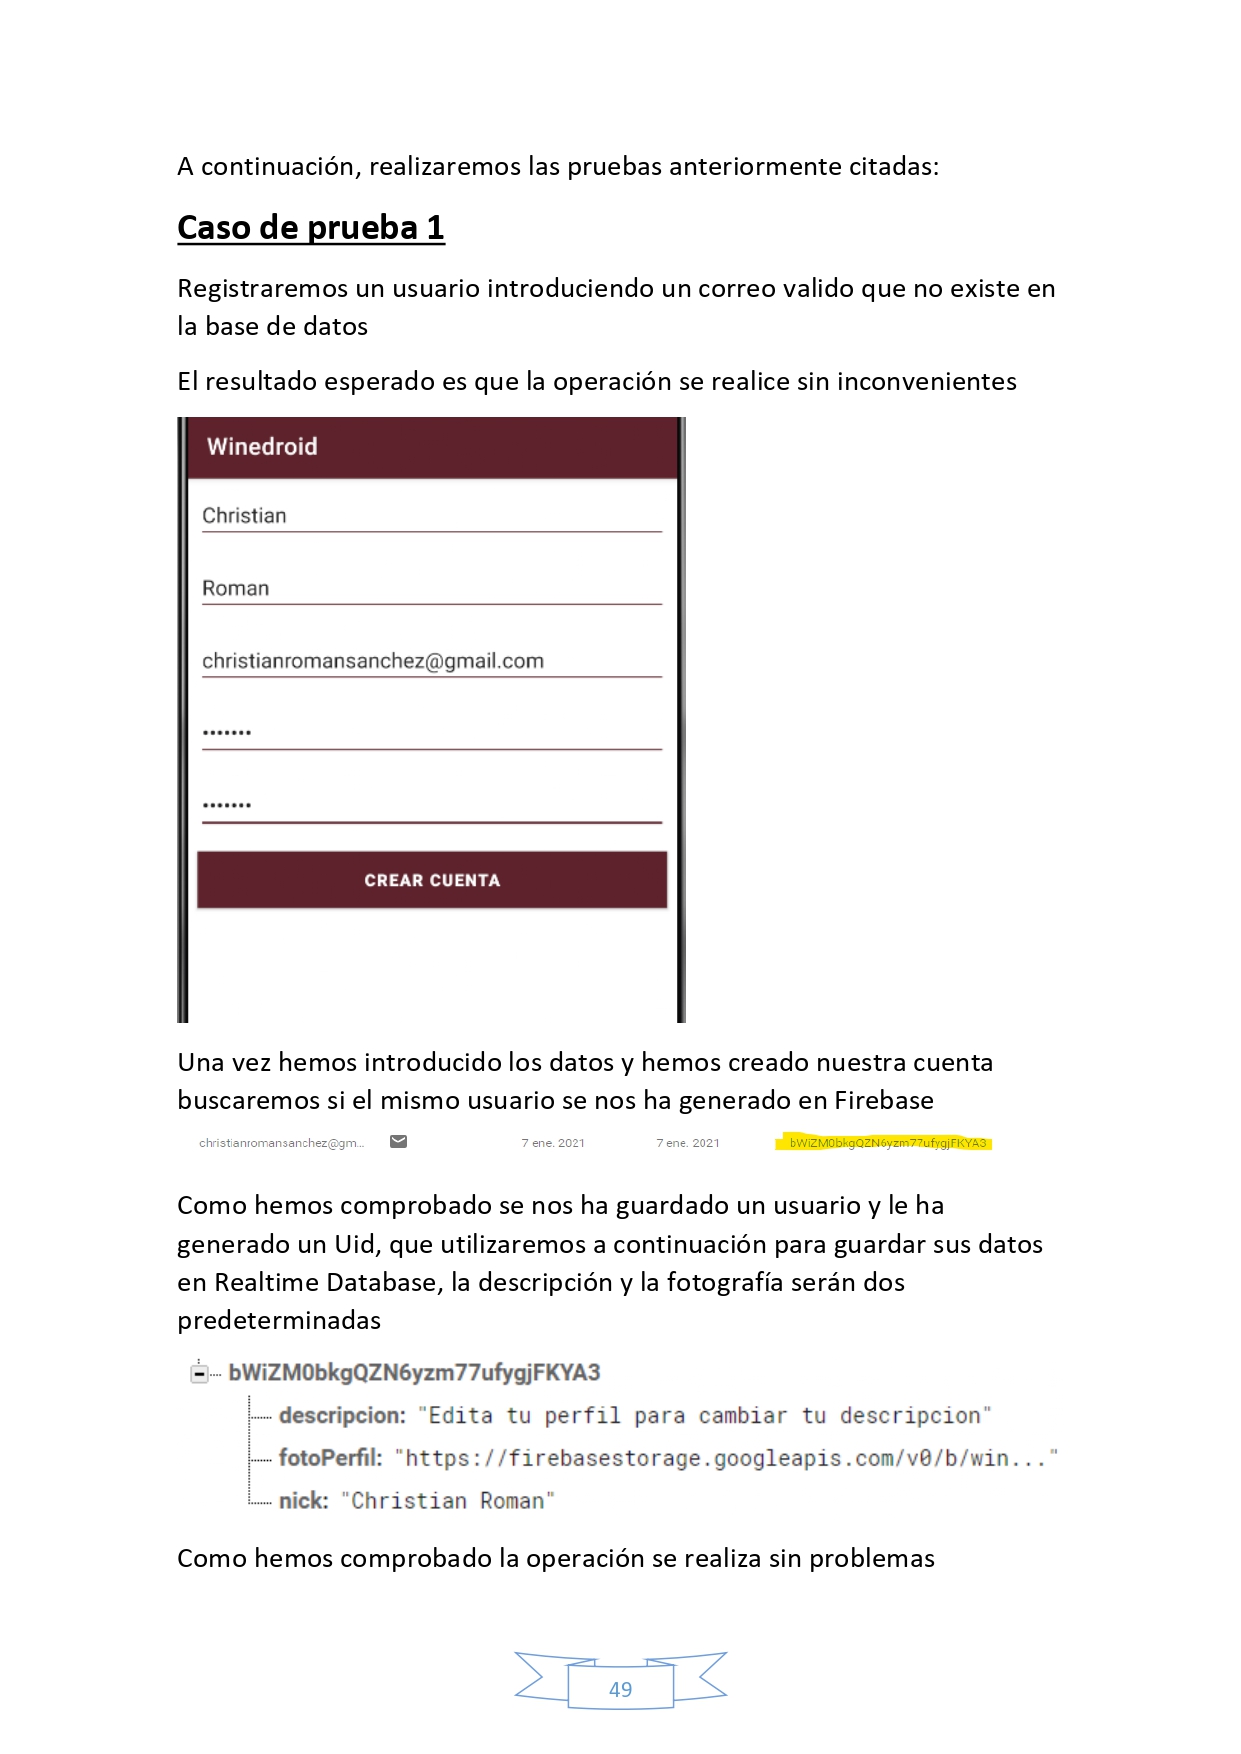 A continuación, realizaremos las pruebas anteriormente citadas:
Caso de prueba 1
Registraremos un usuario introduciendo un correo valido que no existe en
la base de datos
El resultado esperado es que la operación se realice sin inconvenientes
Winedroid
Christian
Roman
christianromansanchez@gmail.com
•••••••
•••••••
CREAR CUENTA
Una vez hemos introducido los datos y hemos creado nuestra cuenta
buscaremos si el mismo usuario se nos ha generado en Firebase
christianromansanchez@gm... 7 ene. 2021 7 ene. 2021 bWiZM0bkgQZN6yzm77ufygjFKYA3
Como hemos comprobado se nos ha guardado un usuario y le ha
generado un Uid, que utilizaremos a continuación para guardar sus datos
en Realtime Database, la descripción y la fotografía serán dos
predeterminadas
bWiZM0bkgQZN6yzm77ufygjFKYA3
descripcion: "Edita tu perfil para cambiar tu descripcion"
fotoPerfil: "https://firebasestorage.googleapis.com/v0/b/win..."
nick: "Christian Roman"
Como hemos comprobado la operación se realiza sin problemas
49